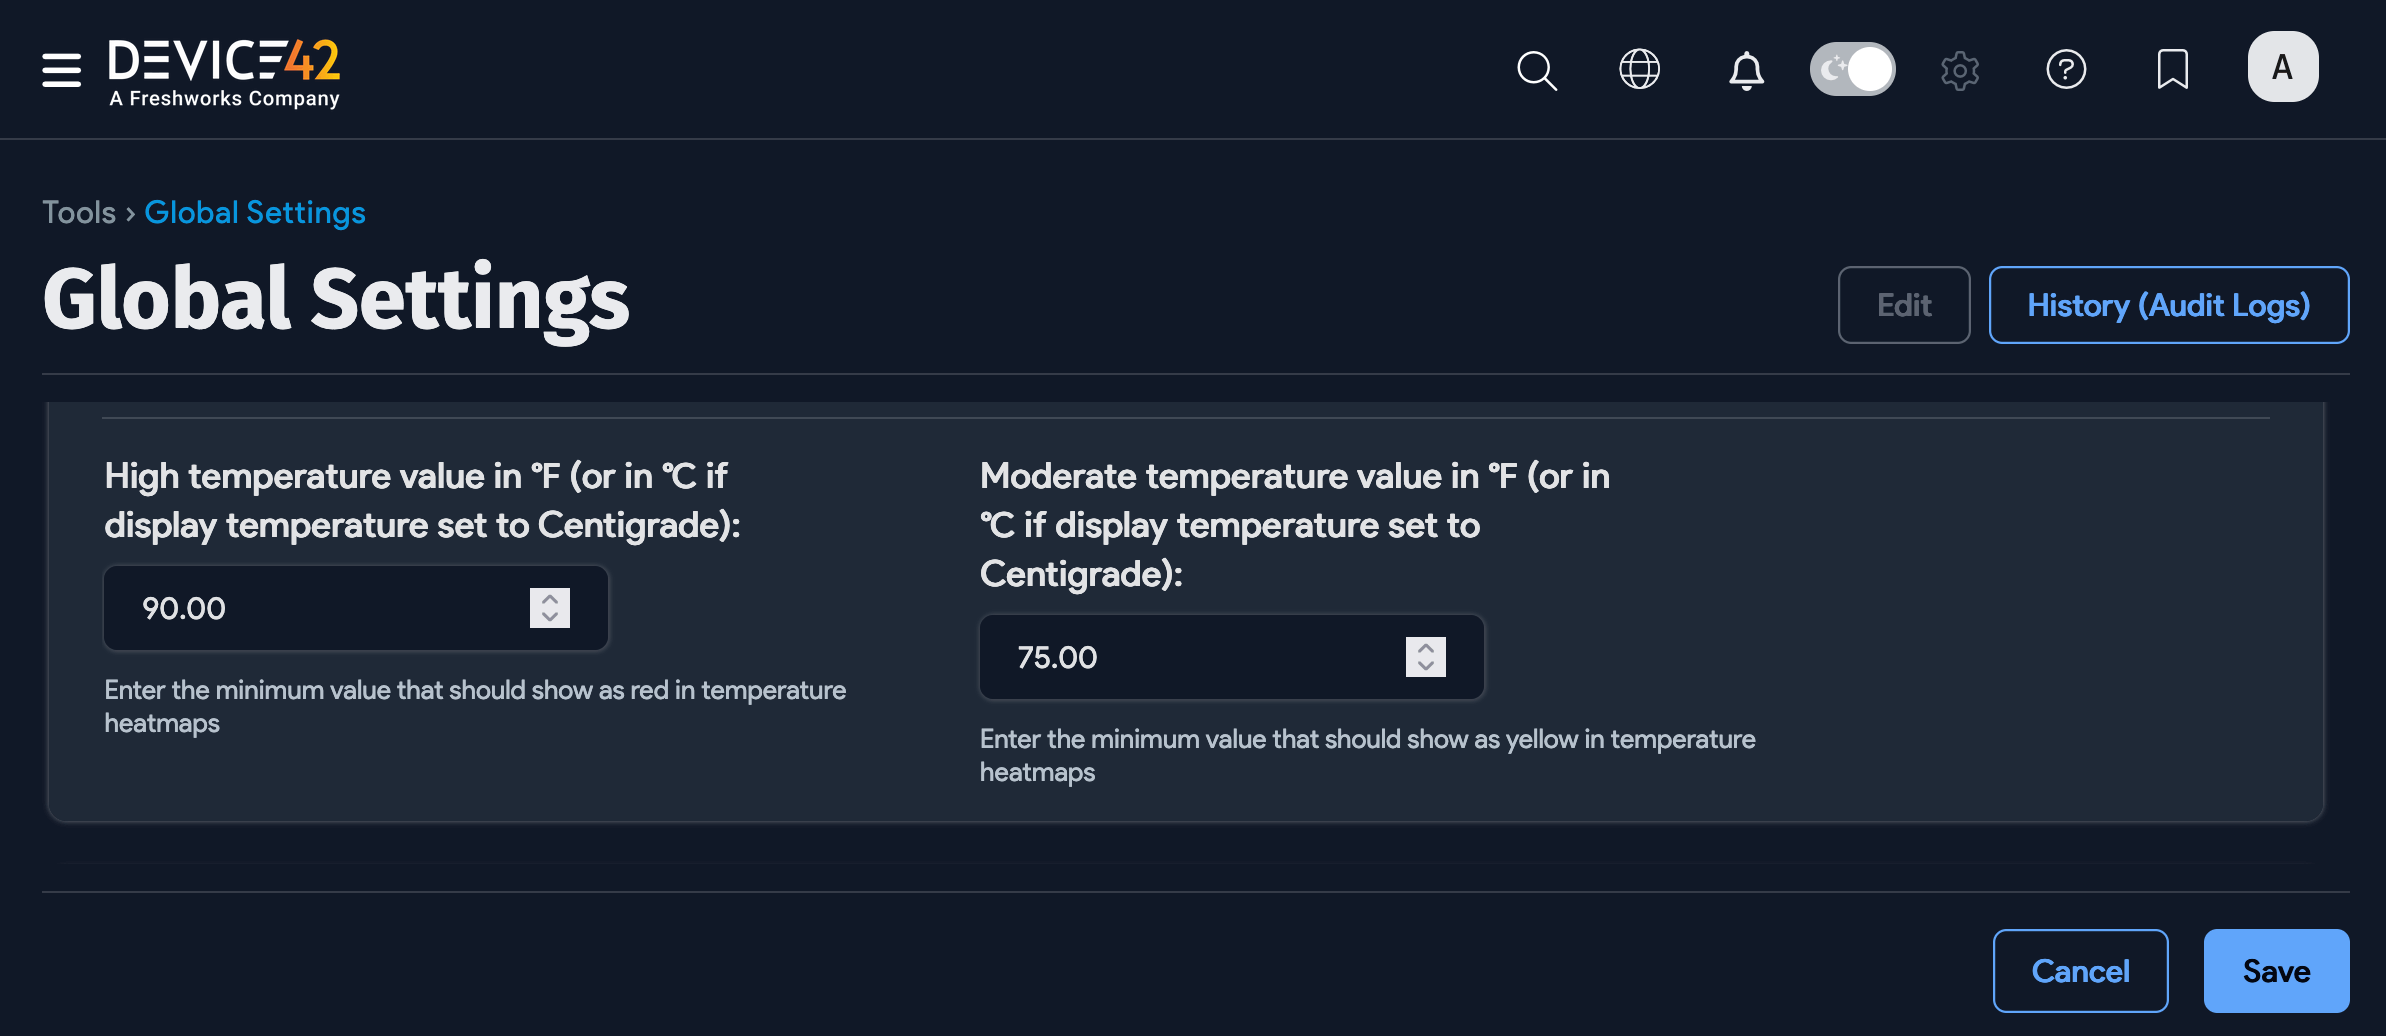 DEVICE42
A Freshworks Company
A
Tools › Global Settings
Global Settings
Edit
History (Audit Logs)
High temperature value in °F (or in °C if
display temperature set to Centigrade):
90.00
Enter the minimum value that should show as red in temperature
heatmaps
Moderate temperature value in °F (or in
°C if display temperature set to
Centigrade):
75.00
Enter the minimum value that should show as yellow in temperature
heatmaps
Cancel
Save